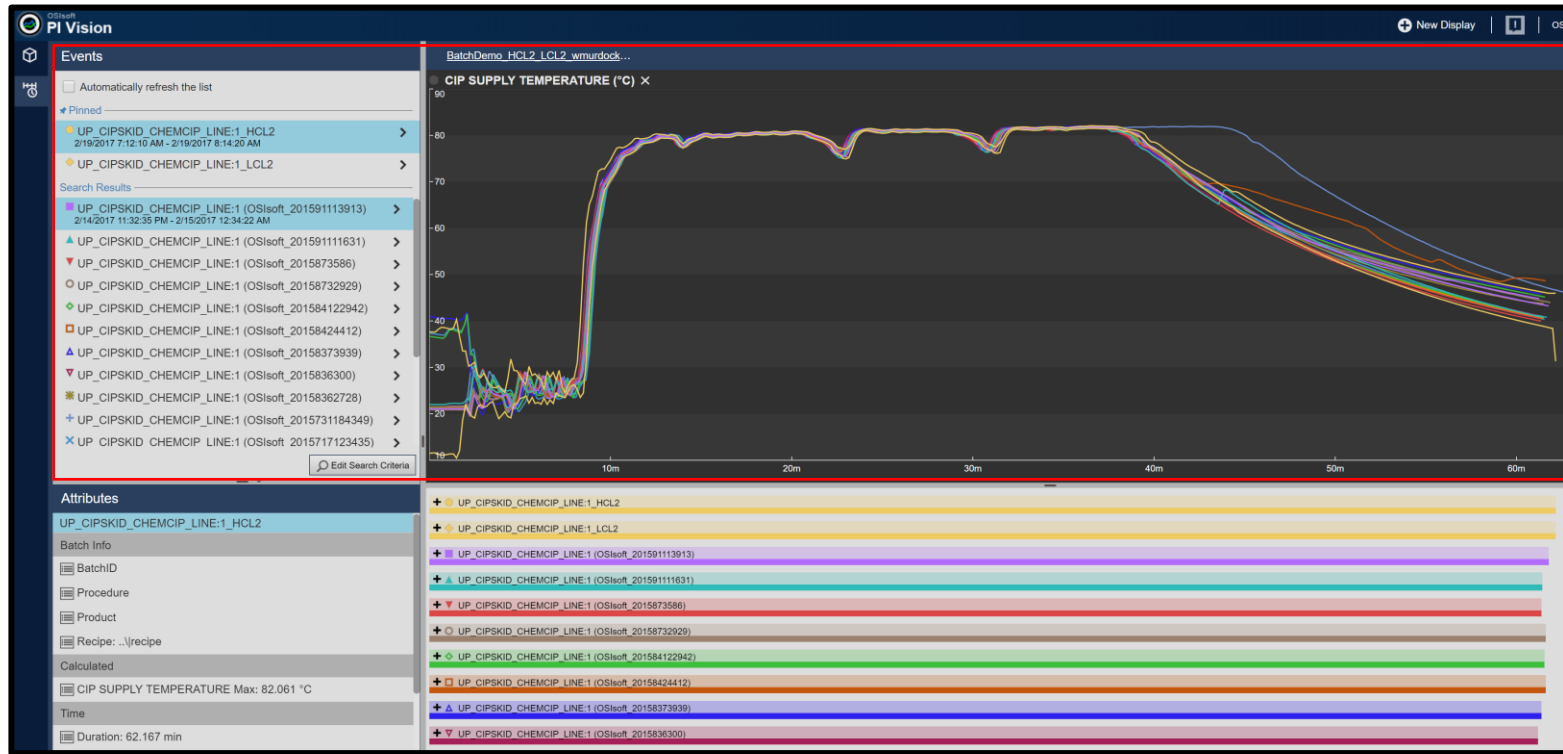 OSIsoft
PI Vision
New Display
OS
Events
Automatically refresh the list
Pinned
UP_CIPSKID_CHEMCIP_LINE:1_HCL2
2/19/2017 7:12:10 AM - 2/19/2017 8:14:20 AM
UP_CIPSKID_CHEMCIP_LINE:1_LCL2
Search Results
UP_CIPSKID_CHEMCIP_LINE:1 (OSIsoft_201591113913)
2/14/2017 11:32:35 PM - 2/15/2017 12:34:22 AM
UP_CIPSKID_CHEMCIP_LINE:1 (OSIsoft_201591111631)
UP_CIPSKID_CHEMCIP_LINE:1 (OSIsoft_2015873586)
UP_CIPSKID_CHEMCIP_LINE:1 (OSIsoft_20158732929)
UP_CIPSKID_CHEMCIP_LINE:1 (OSIsoft_201584122942)
UP_CIPSKID_CHEMCIP_LINE:1 (OSIsoft_20158424412)
UP_CIPSKID_CHEMCIP_LINE:1 (OSIsoft_20158373939)
UP_CIPSKID_CHEMCIP_LINE:1 (OSIsoft_2015836300)
UP_CIPSKID_CHEMCIP_LINE:1 (OSIsoft_20158362728)
UP_CIPSKID_CHEMCIP_LINE:1 (OSIsoft_2015731184349)
UP_CIPSKID_CHEMCIP_LINE:1 (OSIsoft_2015717123435)
Edit Search Criteria
BatchDemo_HCL2_LCL2_wmurdock...
CIP SUPPLY TEMPERATURE (°C)
90
80
70
60
50
40
30
20
10
10m 20m 30m 40m 50m 60m
Attributes
UP_CIPSKID_CHEMCIP_LINE:1_HCL2
Batch Info
BatchID
Procedure
Product
Recipe: ..\|recipe
Calculated
CIP SUPPLY TEMPERATURE Max: 82.061 °C
Time
Duration: 62.167 min
UP_CIPSKID_CHEMCIP_LINE:1_HCL2
UP_CIPSKID_CHEMCIP_LINE:1_LCL2
UP_CIPSKID_CHEMCIP_LINE:1 (OSIsoft_201591113913)
UP_CIPSKID_CHEMCIP_LINE:1 (OSIsoft_201591111631)
UP_CIPSKID_CHEMCIP_LINE:1 (OSIsoft_2015873586)
UP_CIPSKID_CHEMCIP_LINE:1 (OSIsoft_20158732929)
UP_CIPSKID_CHEMCIP_LINE:1 (OSIsoft_201584122942)
UP_CIPSKID_CHEMCIP_LINE:1 (OSIsoft_20158424412)
UP_CIPSKID_CHEMCIP_LINE:1 (OSIsoft_20158373939)
UP_CIPSKID_CHEMCIP_LINE:1 (OSIsoft_2015836300)